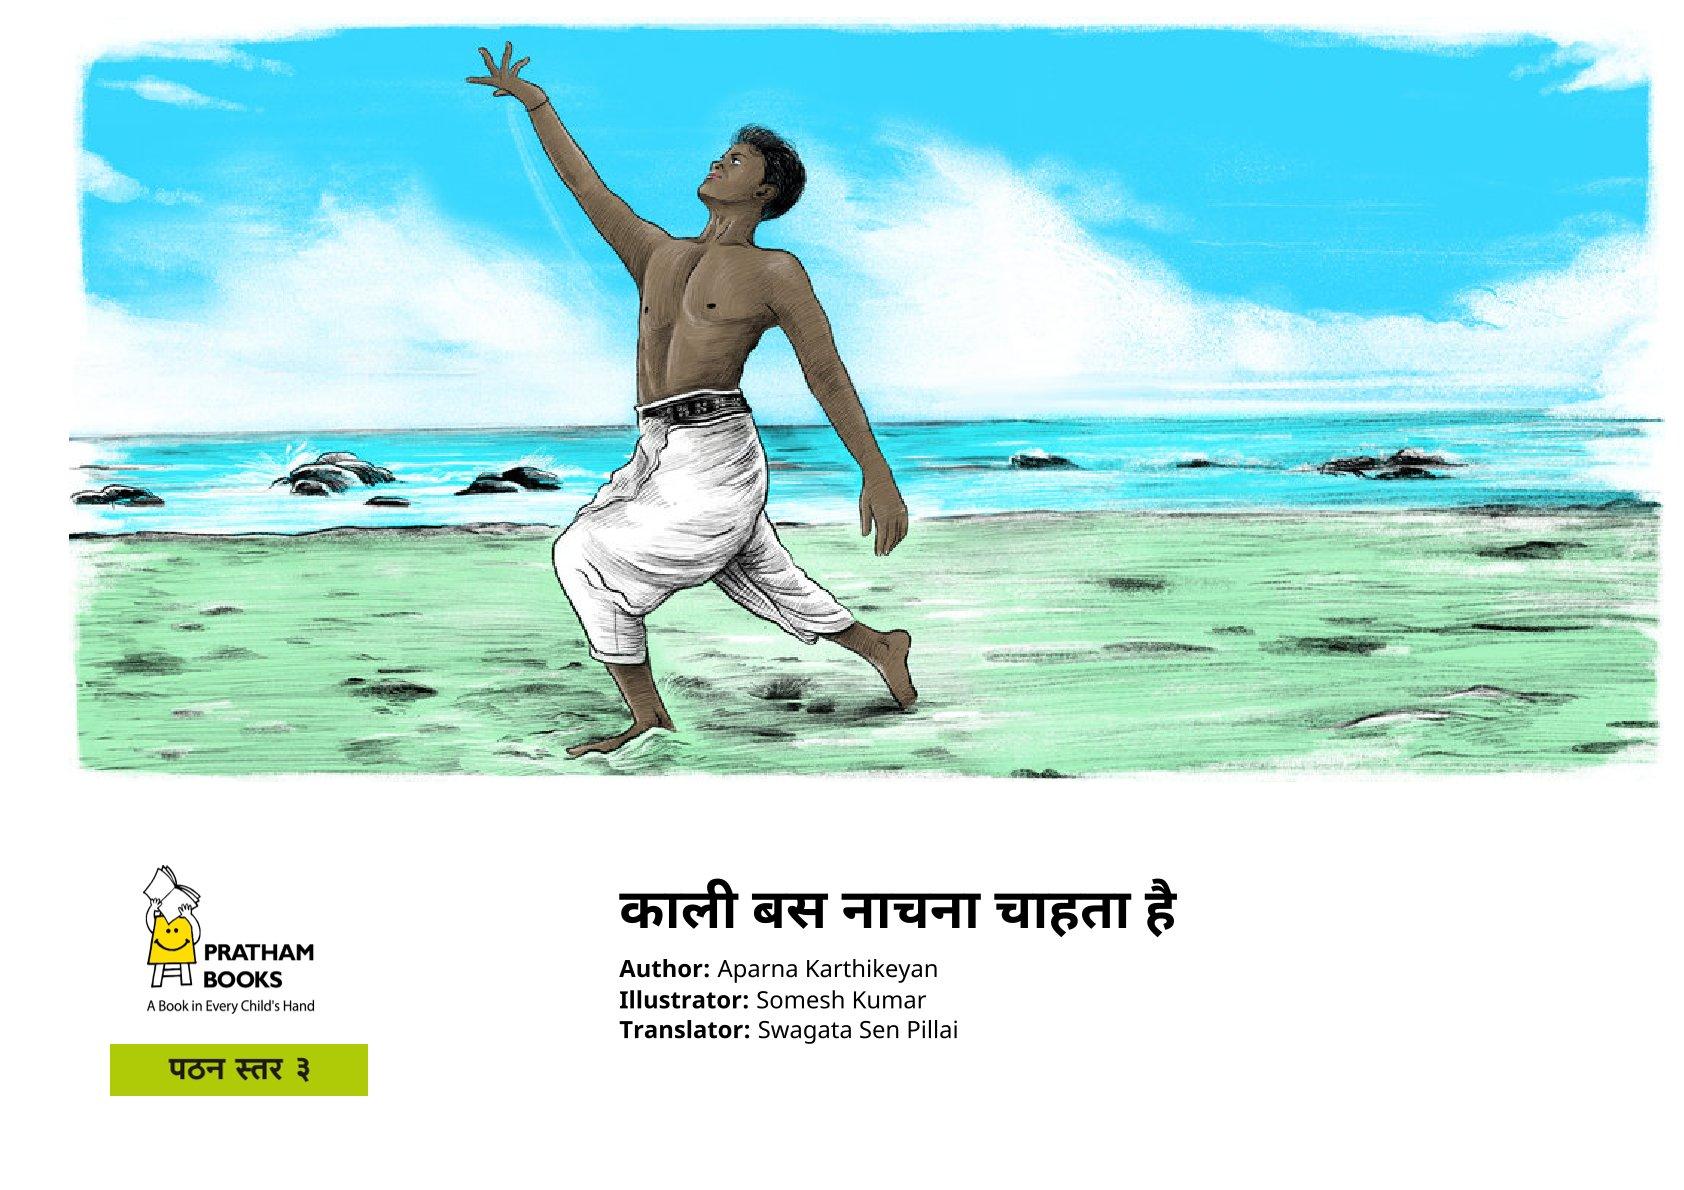 PRATHAM
BOOKS
A Book in Every Child's Hand
पठन स्तर ३
काली बस नाचना चाहता है
Author: Aparna Karthikeyan
Illustrator: Somesh Kumar
Translator: Swagata Sen Pillai